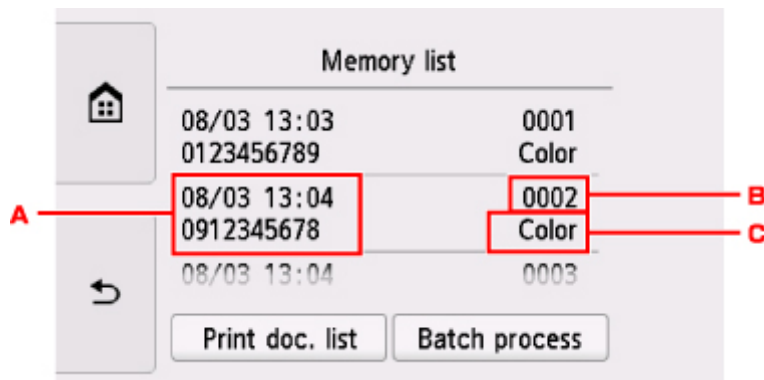 Memory list
08/03 13:03 0001
0123456789 Color
A
08/03 13:04 0002
B
0912345678 Color
C
08/03 13:04 0003
Print doc. list Batch process